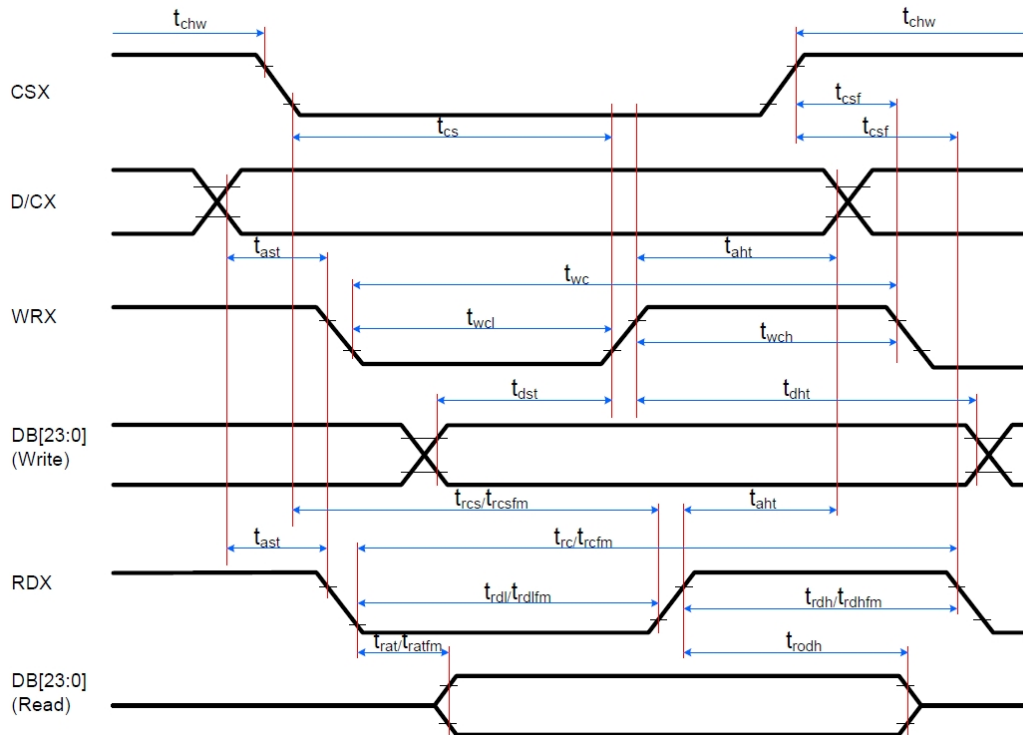 tchw
tchw
CSX
tcsf
tcs
tcsf
D/CX
tast
taht
twc
WRX
twcl
twch
tdst
tdht
DB[23:0]
(Write)
trcs/trcsfm
taht
tast
trc/trcfm
RDX
trdl/trdlfm
trdh/trdhfm
trat/tratfm
trodh
DB[23:0]
(Read)